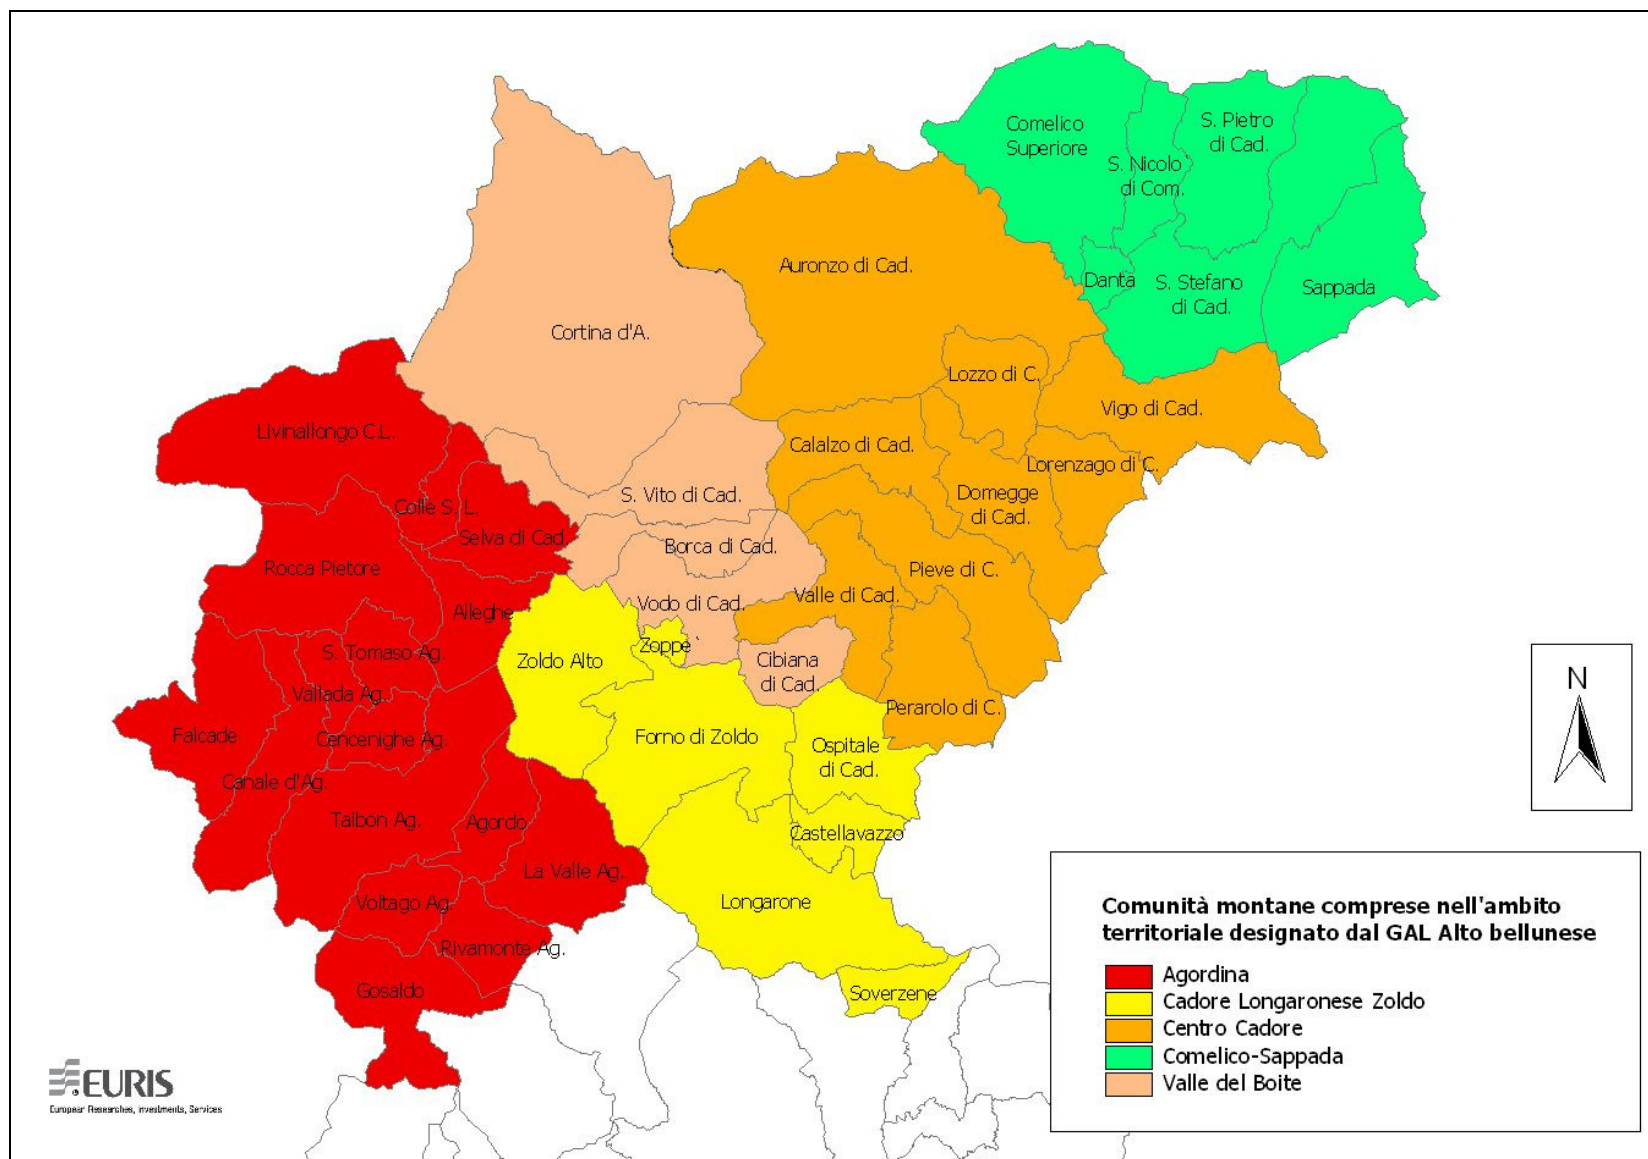 Comelico
Superiore
S. Pietro
di Cad.
S. Nicolo`
di Com.
Auronzo di Cad.
Danta
S. Stefano
di Cad.
Sappada
Cortina d'A.
Lozzo di C.
Vigo di Cad.
Livinallongo C.L.
Calalzo di Cad.
Lorenzago di C.
Colle S. L.
S. Vito di Cad.
Domegge
di Cad.
Selva di Cad.
Borca di Cad.
Rocca Pietore
Pieve di C.
Alleghe
Vodo di Cad.
Valle di Cad.
Zoppe`
S. Tomaso Ag.
Zoldo Alto
Cibiana
di Cad.
Vallada Ag.
Perarolo di C.
Falcade
Cencenighe Ag.
Forno di Zoldo
Ospitale
di Cad.
Canale d'Ag.
Taibon Ag.
Agordo
Castellavazzo
La Valle Ag.
Voltago Ag.
Longarone
Rivamonte Ag.
Gosaldo
Soverzene
N
Comunità montane comprese nell'ambito
territoriale designato dal GAL Alto bellunese
Agordina
Cadore Longaronese Zoldo
Centro Cadore
Comelico-Sappada
Valle del Boite
EURIS
European Researches, Investments, Services